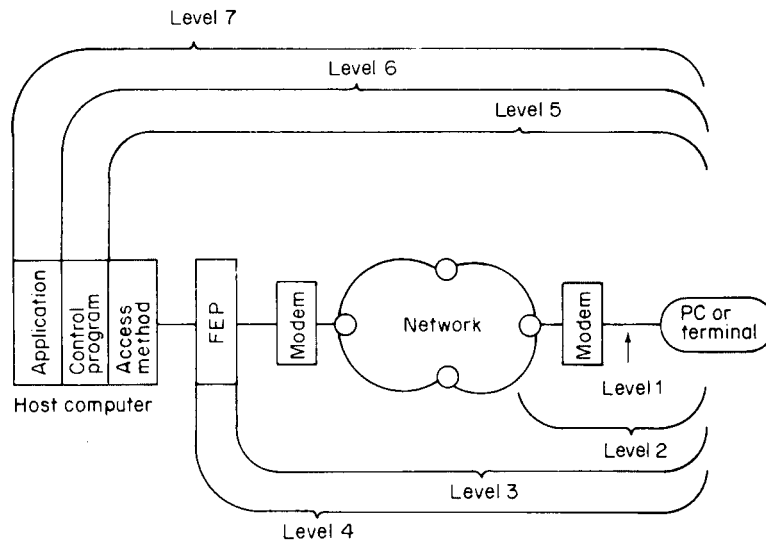 Level 7
Level 6
Level 5
Application
Control
program
Access
method
FEP
Modem
Network
Modem
PC or
terminal
Host computer
Level 1
Level 2
Level 3
Level 4